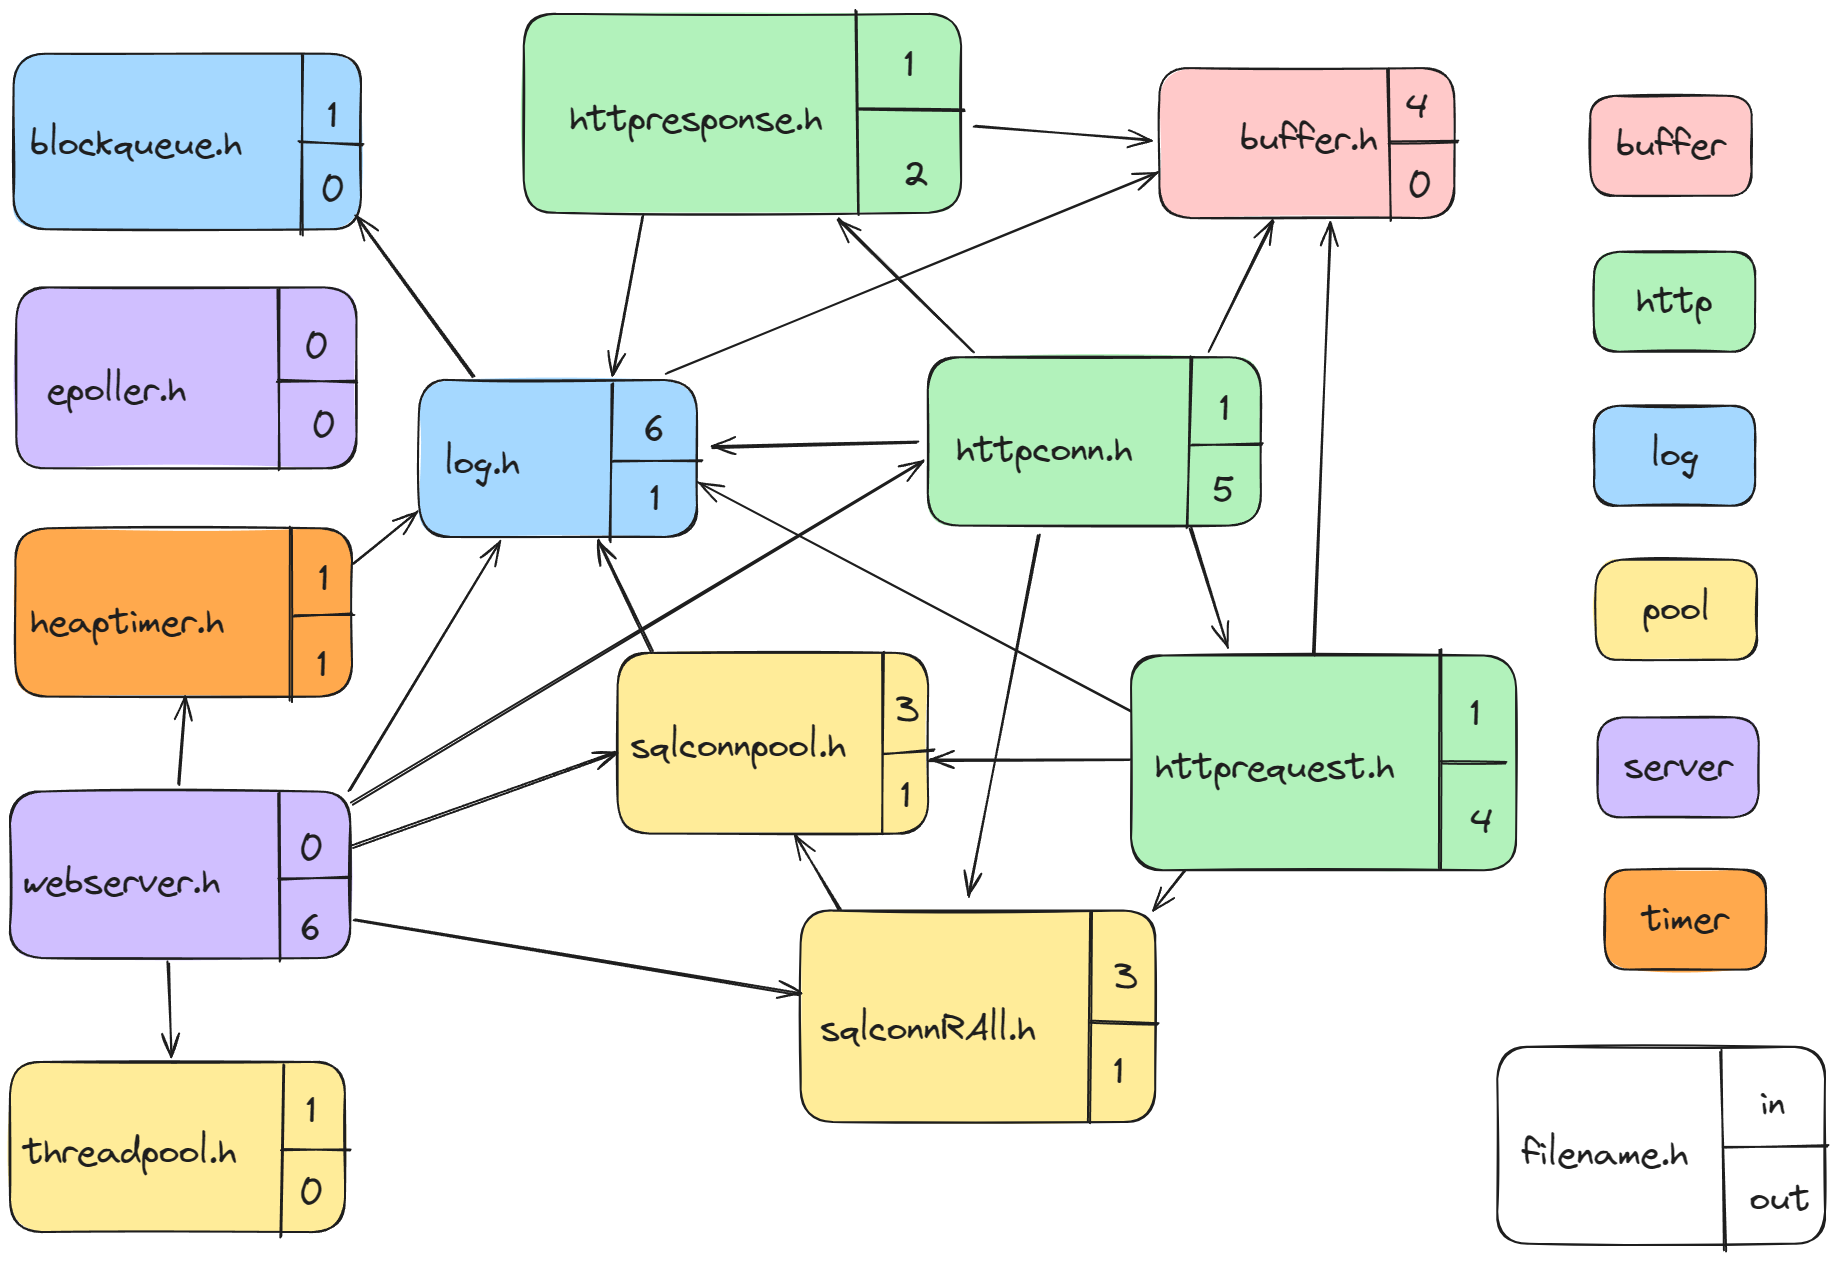 blockqueue.h
1
0
httpresponse.h
1
2
buffer.h
4
0
epoller.h
0
0
log.h
6
1
httpconn.h
1
5
heaptimer.h
1
1
sqlconnpool.h
3
1
httprequest.h
1
4
webserver.h
0
6
sqlconnRAll.h
3
1
threadpool.h
1
0
buffer
http
log
pool
server
timer
filename.h
in
out